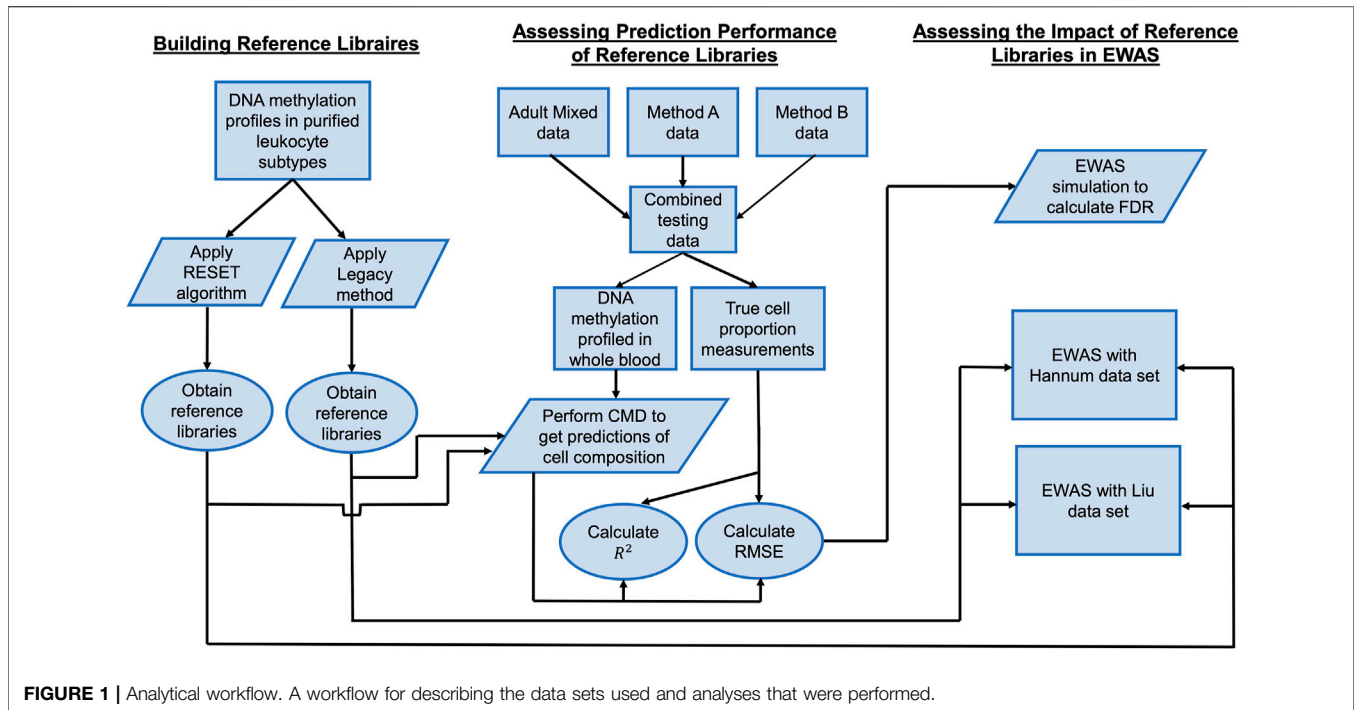 Building Reference Libraires
DNA methylation
profiles in purified
leukocyte
subtypes
Apply
RESET
algorithm
Apply
Legacy
method
Obtain
reference
libraries
Obtain
reference
libraries
Assessing Prediction Performance
of Reference Libraries
Adult Mixed
data
Method A
data
Method B
data
Combined
testing
data
DNA
methylation
profiled in
whole blood
True cell
proportion
measurements
Perform CMD to
get predictions of
cell composition
Calculate
R²
Calculate
RMSE
Assessing the Impact of Reference
Libraries in EWAS
EWAS
simulation to
calculate FDR
EWAS with
Hannum data set
EWAS with Liu
data set
FIGURE 1 | Analytical workflow. A workflow for describing the data sets used and analyses that were performed.